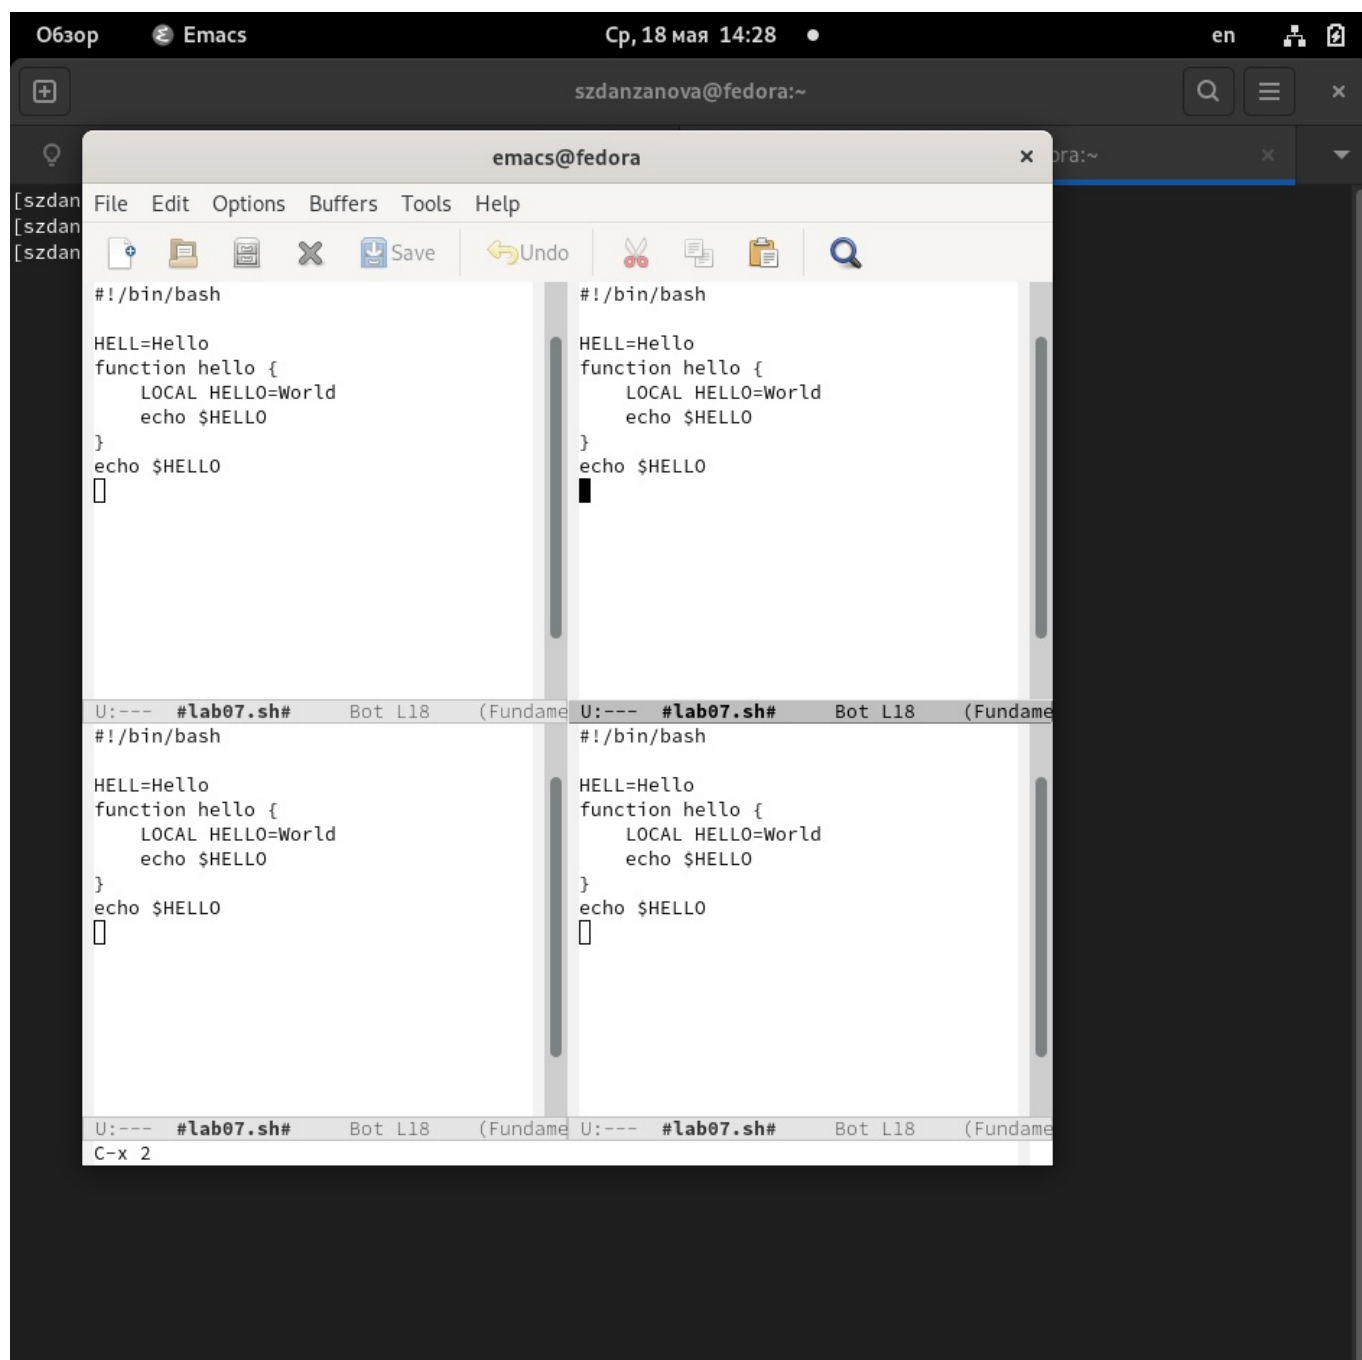 Обзор Emacs Ср, 18 мая 14:28 en
szdanzanova@fedora:~
emacs@fedora ora:~
[szdan File Edit Options Buffers Tools Help
[szdan
[szdan Save Undo
#!/bin/bash
HELL=Hello
function hello {
LOCAL HELLO=World
echo $HELLO
}
echo $HELLO
U:--- #lab07.sh# Bot L18 (Fundame
#!/bin/bash
HELL=Hello
function hello {
LOCAL HELLO=World
echo $HELLO
}
echo $HELLO
U:--- #lab07.sh# Bot L18 (Fundame
#!/bin/bash
HELL=Hello
function hello {
LOCAL HELLO=World
echo $HELLO
}
echo $HELLO
U:--- #lab07.sh# Bot L18 (Fundame
#!/bin/bash
HELL=Hello
function hello {
LOCAL HELLO=World
echo $HELLO
}
echo $HELLO
U:--- #lab07.sh# Bot L18 (Fundame
C-x 2